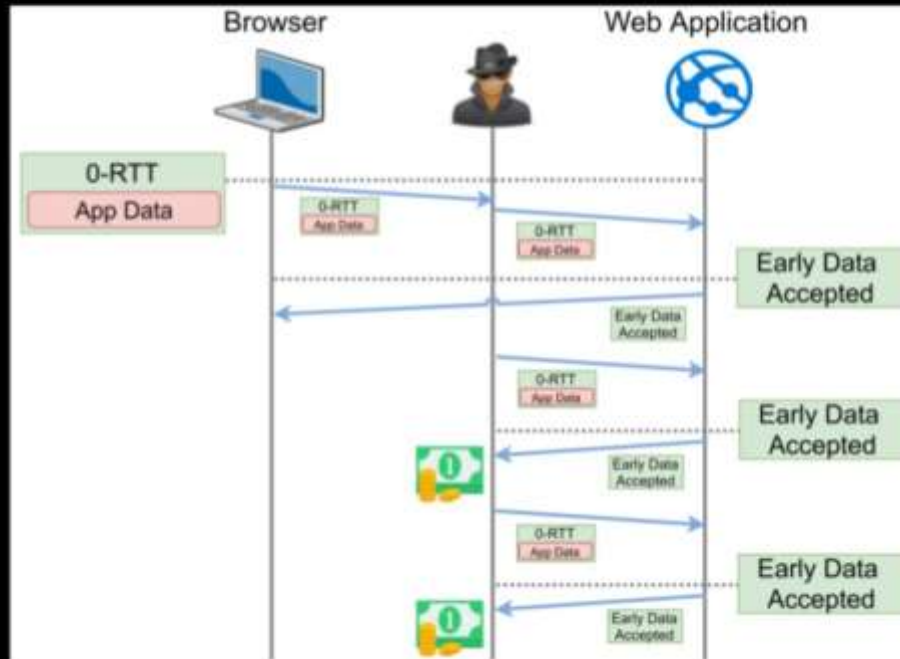 Browser
Web Application
0-RTT
App Data
0-RTT
App Data
0-RTT
App Data
Early Data
Accepted
Early Data
Accepted
0-RTT
App Data
Early Data
Accepted
Early Data
Accepted
0-RTT
App Data
Early Data
Accepted
Early Data
Accepted